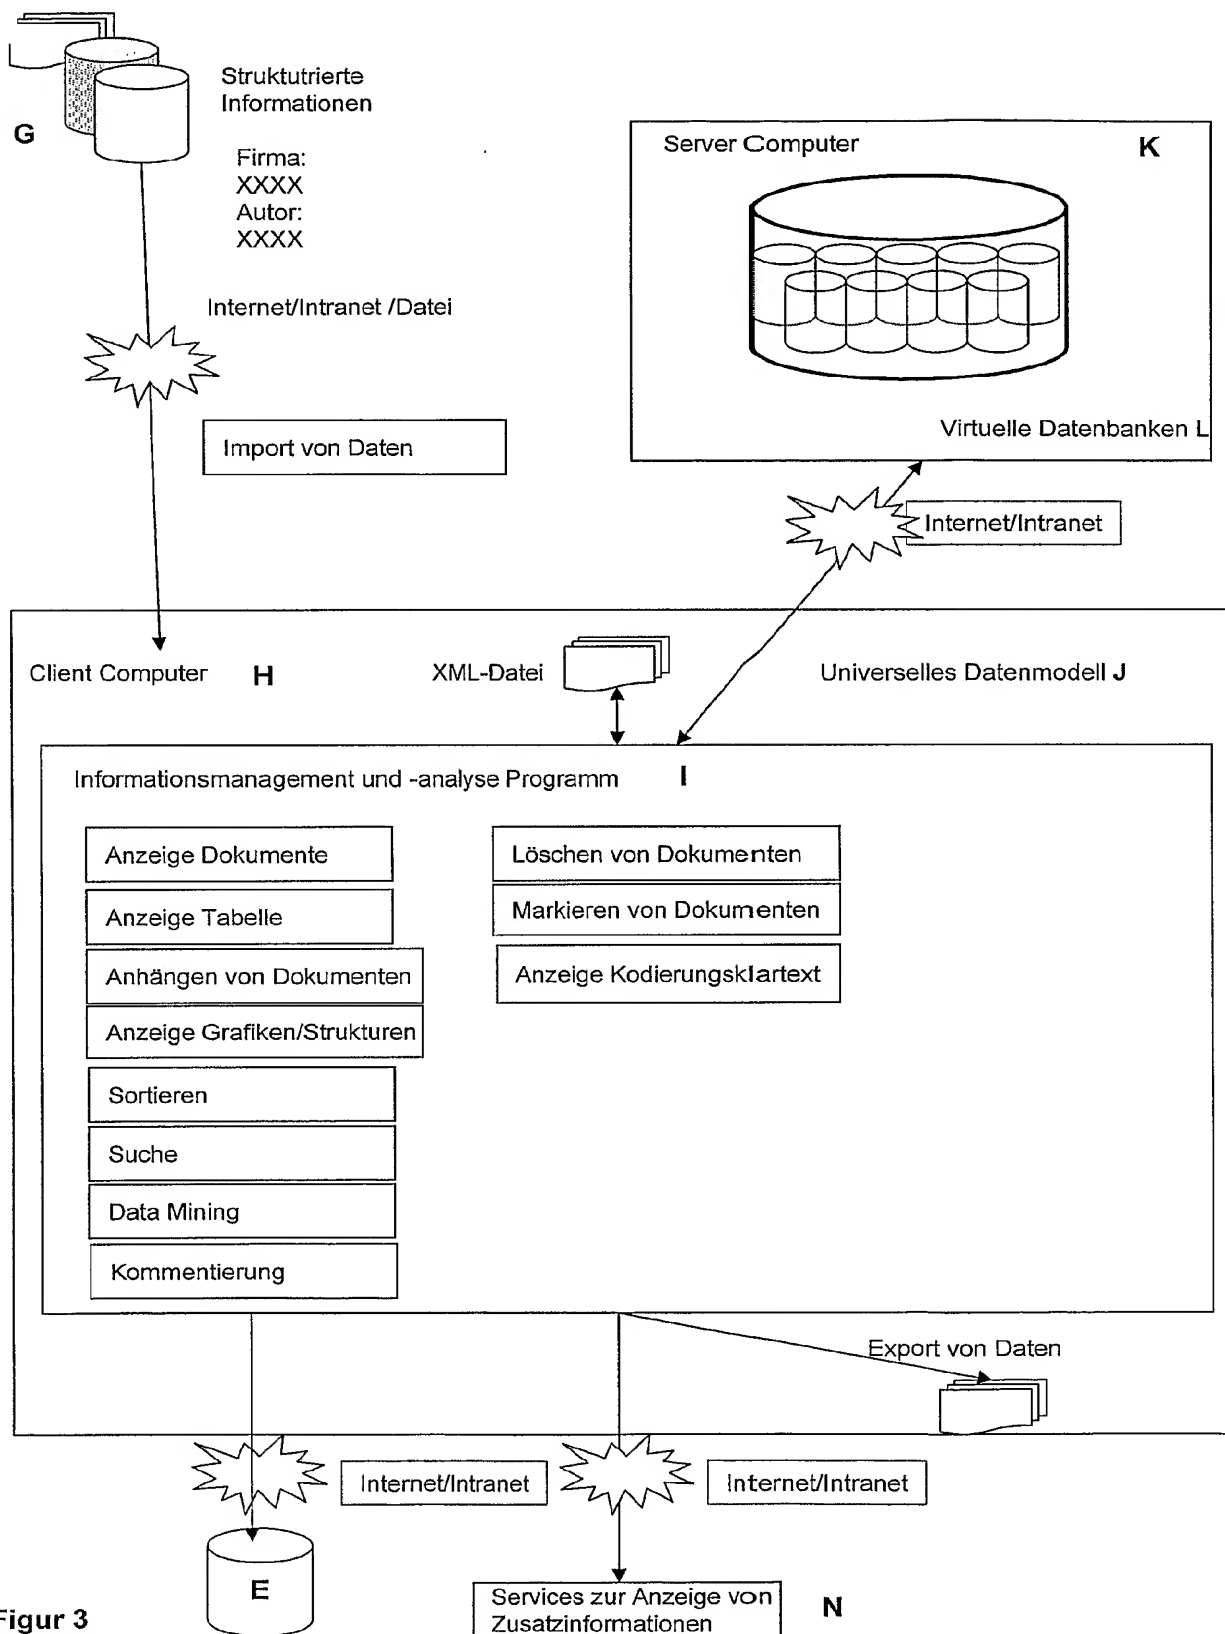 Struktutrierte
Informationen
G
Firma:
XXXX
Autor:
XXXX
Internet/Intranet /Datei
Import von Daten
Server Computer K
Virtuelle Datenbanken L
Internet/Intranet
Client Computer H
XML-Datei
Universelles Datenmodell J
Informationsmanagement und -analyse Programm I
Anzeige Dokumente
Anzeige Tabelle
Anhängen von Dokumenten
Anzeige Grafiken/Strukturen
Sortieren
Suche
Data Mining
Kommentierung
Löschen von Dokumenten
Markieren von Dokumenten
Anzeige Kodierungsklartext
Export von Daten
Internet/Intranet
Internet/Intranet
E
Services zur Anzeige von
Zusatzinformationen
N
Figur 3